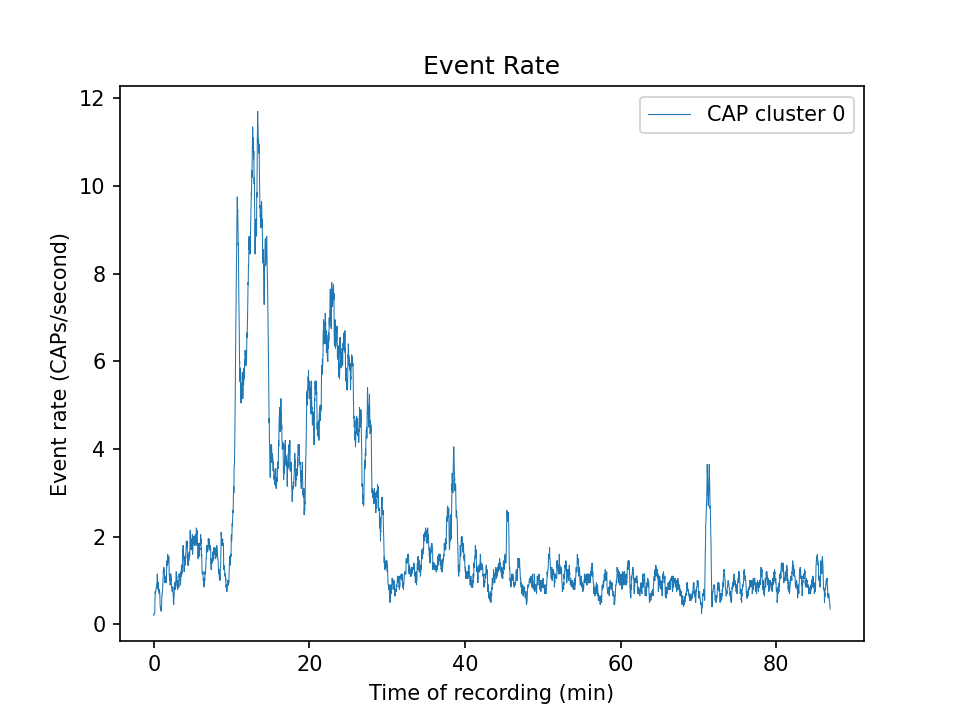 Event Rate
CAP cluster 0
Event rate (CAPs/second)
12
10
8
6
4
2
0
0 20 40 60 80
Time of recording (min)